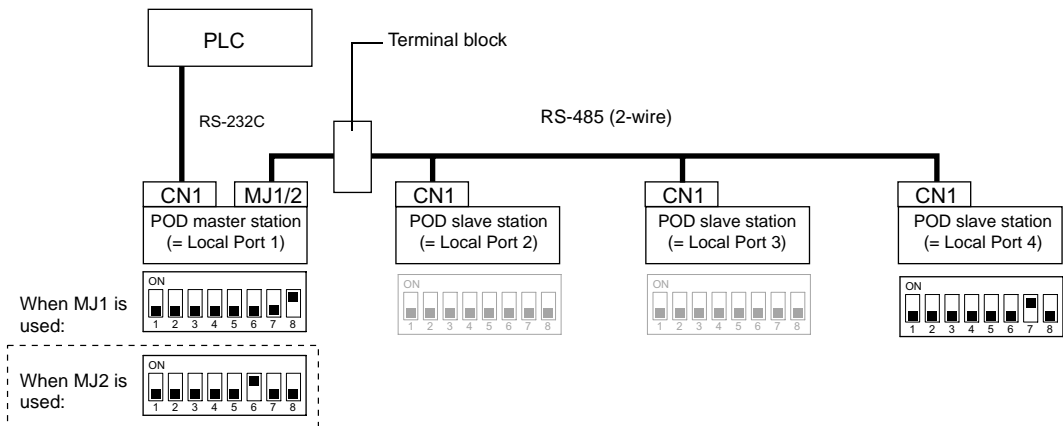 PLC
Terminal block
RS-232C
RS-485 (2-wire)
CN1 MJ1/2
POD master station
(= Local Port 1)
CN1
POD slave station
(= Local Port 2)
CN1
POD slave station
(= Local Port 3)
CN1
POD slave station
(= Local Port 4)
When MJ1 is
used:
ON
1 2 3 4 5 6 7 8
ON
1 2 3 4 5 6 7 8
ON
1 2 3 4 5 6 7 8
ON
1 2 3 4 5 6 7 8
When MJ2 is
used:
ON
1 2 3 4 5 6 7 8